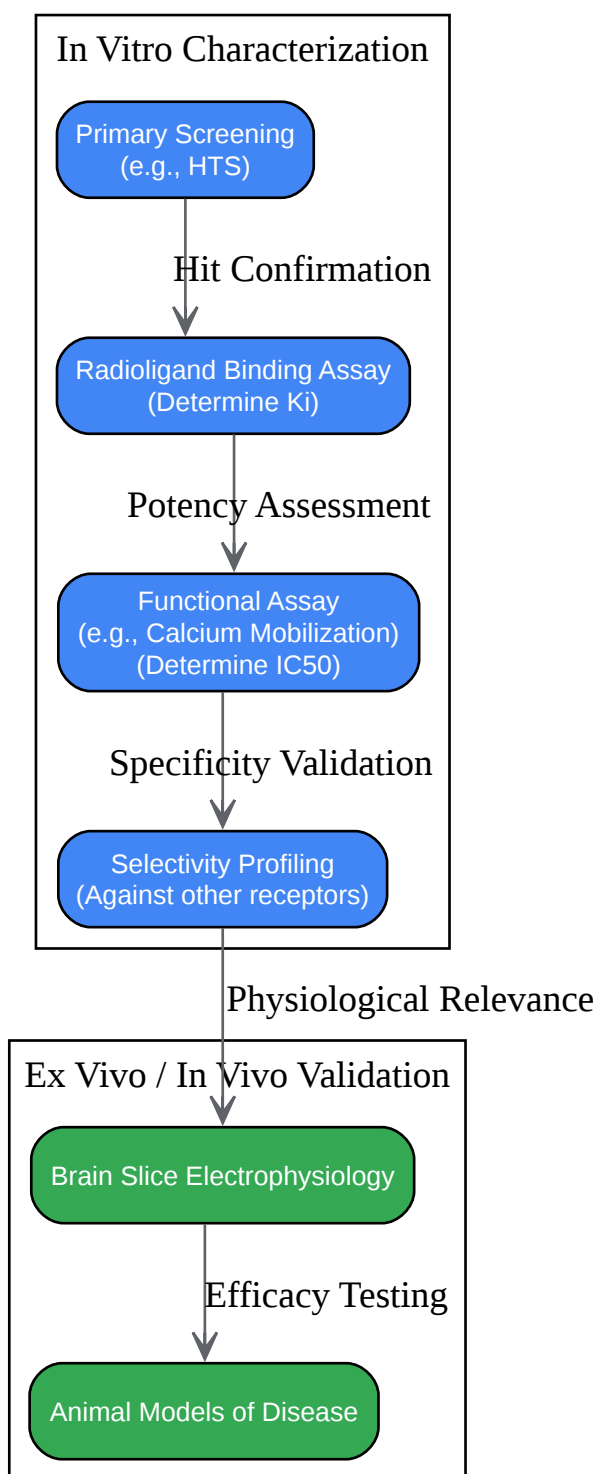 In Vitro Characterization
Primary Screening
(e.g., HTS)
Hit Confirmation
Radioligand Binding Assay
(Determine Ki)
Potency Assessment
Functional Assay
(e.g., Calcium Mobilization)
(Determine IC50)
Specificity Validation
Selectivity Profiling
(Against other receptors)
Physiological Relevance
Ex Vivo / In Vivo Validation
Brain Slice Electrophysiology
Efficacy Testing
Animal Models of Disease